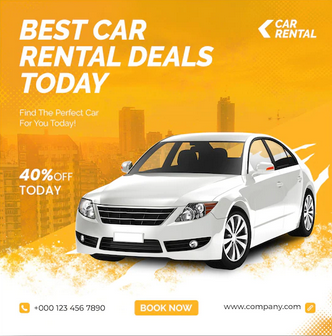 BEST CAR
RENTAL DEALS
TODAY
CAR
RENTAL
Find The Perfect Car
For You Today!
40%OFF
TODAY
+000 123 456 7890
BOOK NOW
www.company.com